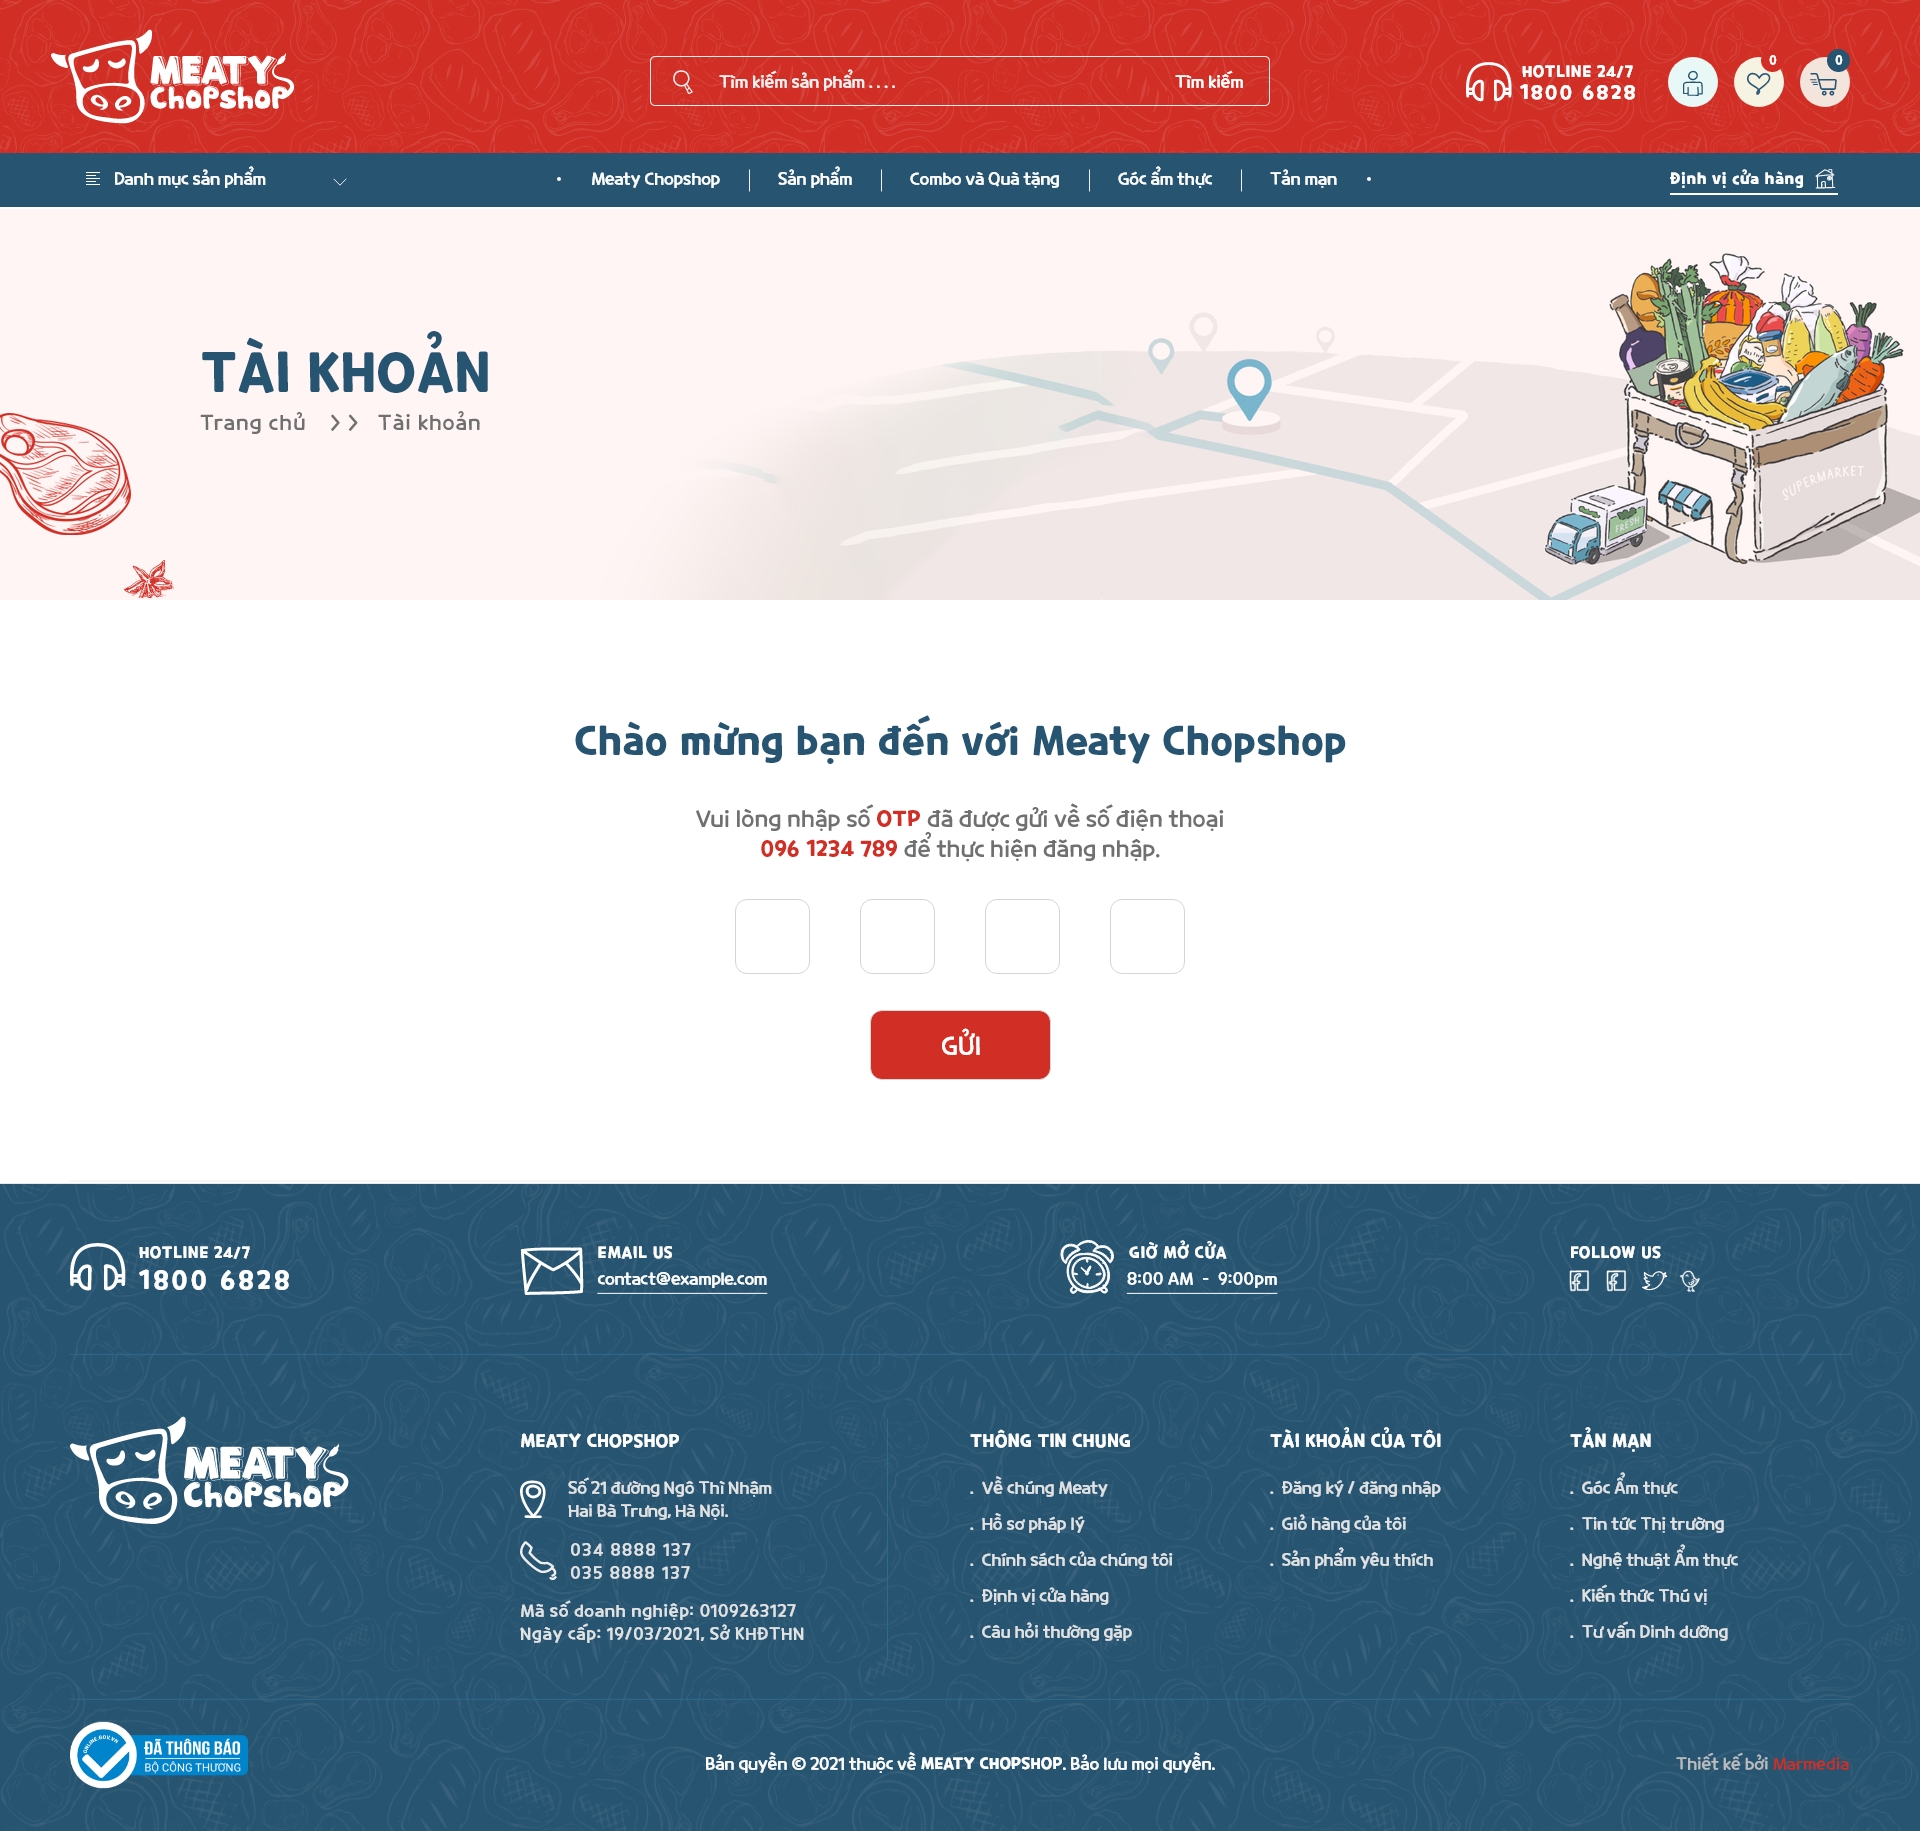 MEATY
ChoPshoP
Tìm kiếm sản phẩm . . . .
Tìm kiếm
HOTLINE 24/7
1800 6828
0
0
Danh mục sản phẩm
Meaty Chopshop
Sản phẩm
Combo và Quà tặng
Góc ẩm thực
Tản mạn
Định vị cửa hàng
TÀI KHOẢN
Trang chủ >> Tài khoản
SUPERMARKET
FRESH
Chào mừng bạn đến với Meaty Chopshop
Vui lòng nhập số OTP đã được gửi về số điện thoại
096 1234 789 để thực hiện đăng nhập.
GỬI
HOTLINE 24/7
1800 6828
EMAIL US
contact@example.com
GIỜ MỞ CỬA
8:00 AM - 9:00pm
FOLLOW US
MEATY
ChoPshoP
MEATY CHOPSHOP
Số 21 đường Ngô Thì Nhậm
Hai Bà Trưng, Hà Nội.
034 8888 137
035 8888 137
Mã số doanh nghiệp: 0109263127
Ngày cấp: 19/03/2021, Sở KHĐTHN
THÔNG TIN CHUNG
. Về chúng Meaty
. Hồ sơ pháp lý
. Chính sách của chúng tôi
. Định vị cửa hàng
. Câu hỏi thường gặp
TÀI KHOẢN CỦA TÔI
. Đăng ký / đăng nhập
. Giỏ hàng của tôi
. Sản phẩm yêu thích
TẢN MẠN
. Góc Ẩm thực
. Tin tức Thị trường
. Nghệ thuật Ẩm thực
. Kiến thức Thú vị
. Tư vấn Dinh dưỡng
ONLINE.GOV.VN
ĐÃ THÔNG BÁO
BỘ CÔNG THƯƠNG
Bản quyền © 2021 thuộc về MEATY CHOPSHOP. Bảo lưu mọi quyền.
Thiết kế bởi Marmedia